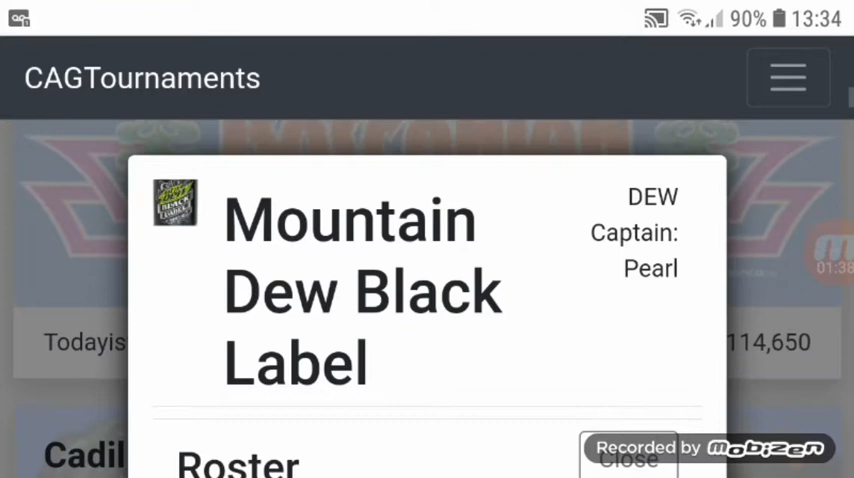 90% 13:34
CAGTournaments
Mountain
Dew Black
Label
DEW
Captain:
Pearl
01:38
Todayis
114,650
Cadil
Roster
Close
Recorded by mobizen